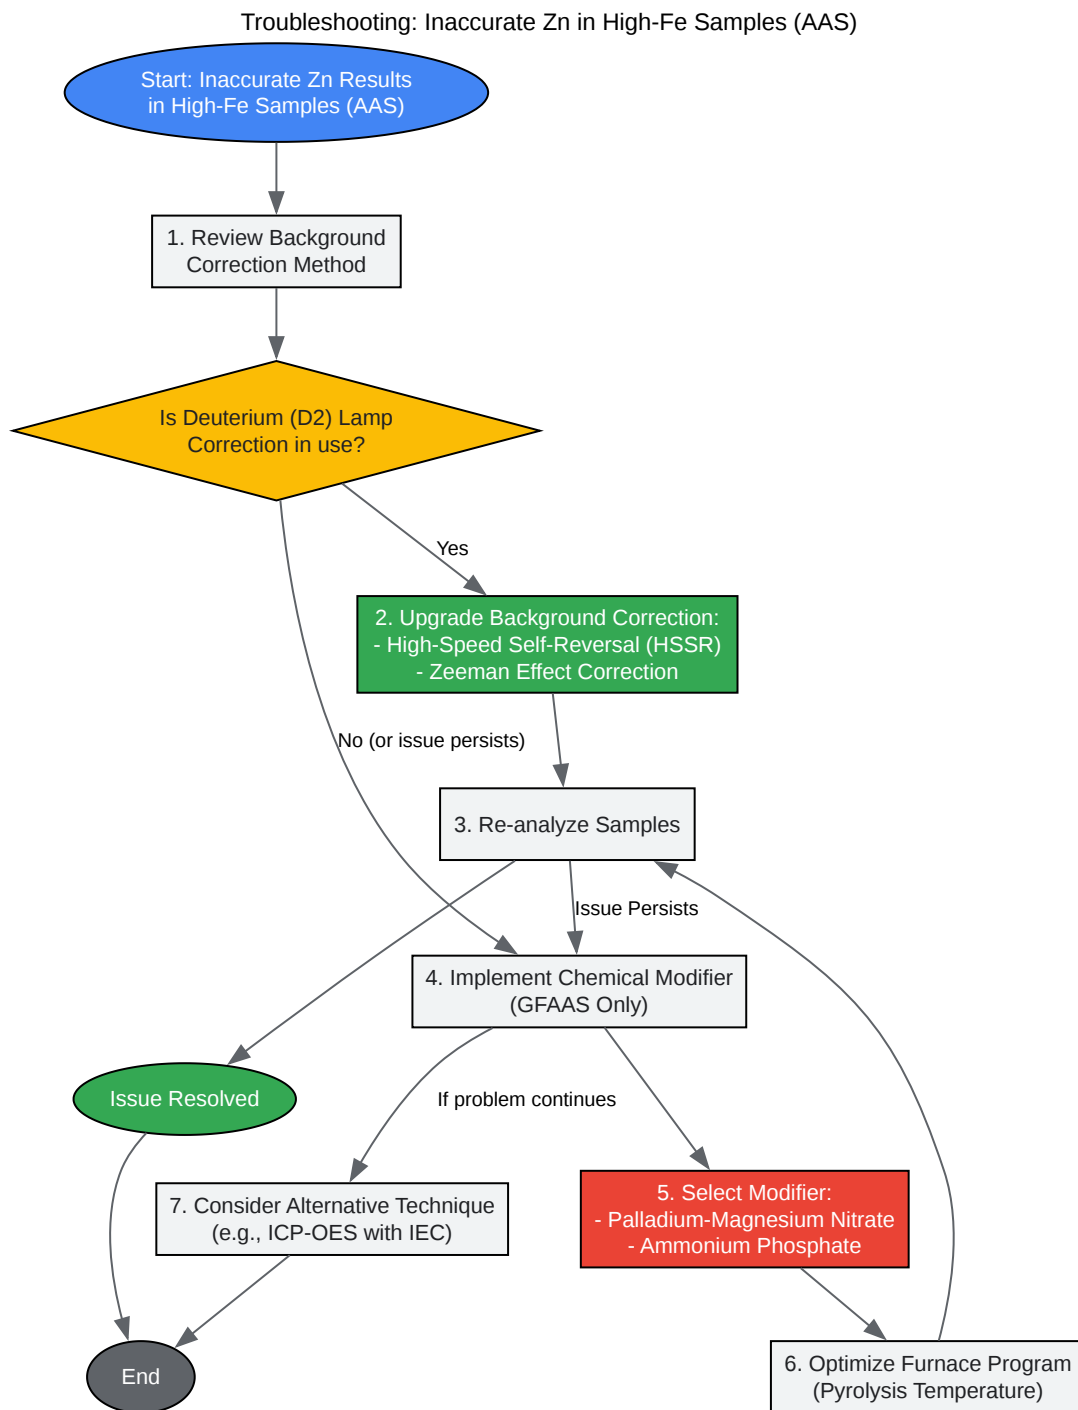 Troubleshooting: Inaccurate Zn in High-Fe Samples (AAS)
Start: Inaccurate Zn Results
in High-Fe Samples (AAS)
1. Review Background
Correction Method
Is Deuterium (D2) Lamp
Correction in use?
Yes
2. Upgrade Background Correction:
- High-Speed Self-Reversal (HSSR)
- Zeeman Effect Correction
No (or issue persists)
3. Re-analyze Samples
Issue Persists
4. Implement Chemical Modifier
(GFAAS Only)
Issue Resolved
If problem continues
5. Select Modifier:
- Palladium-Magnesium Nitrate
- Ammonium Phosphate
7. Consider Alternative Technique
(e.g., ICP-OES with IEC)
End
6. Optimize Furnace Program
(Pyrolysis Temperature)